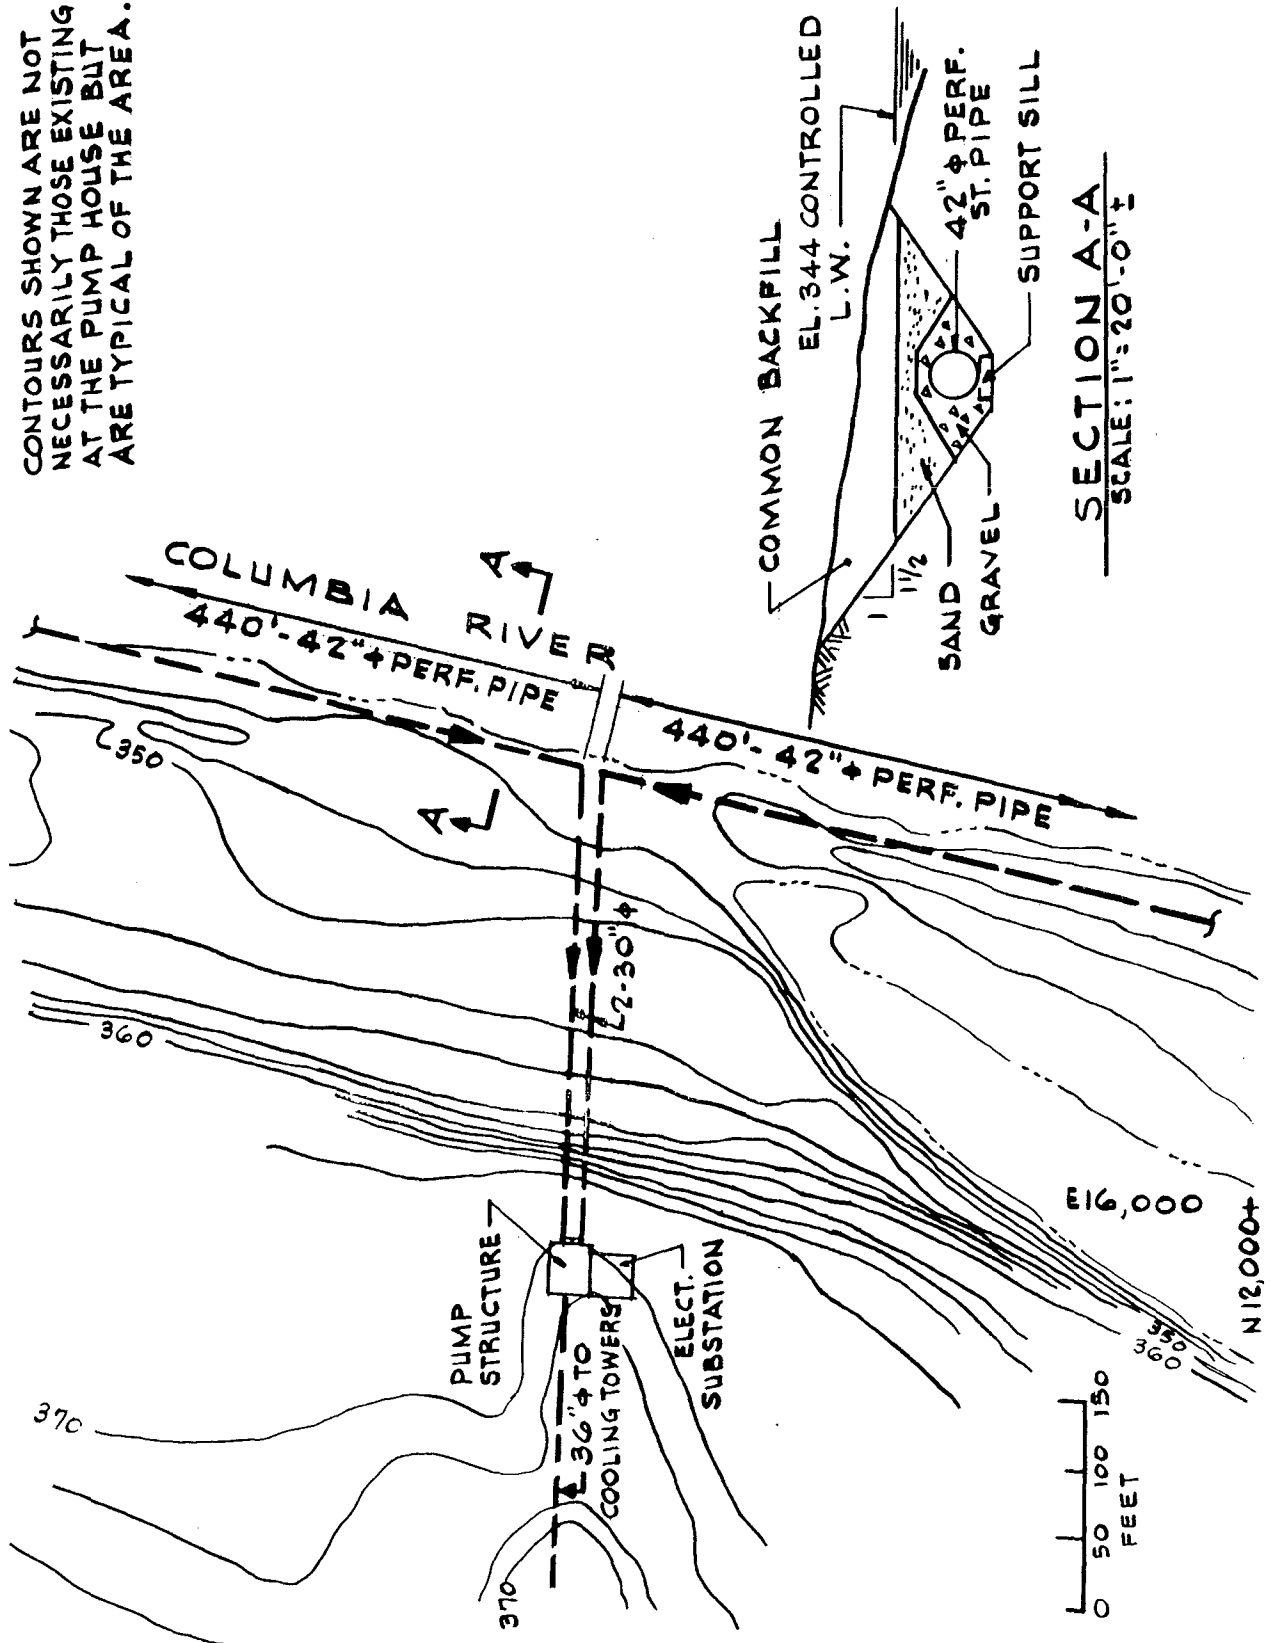 CONTOURS SHOWN ARE NOT
NECESSARILY THOSE EXISTING
AT THE PUMP HOUSE BUT
ARE TYPICAL OF THE AREA.
COLUMBIA
RIVER
440'-42"φ PERF. PIPE
440'-42"φ PERF. PIPE
A
A
350
360
2-30"φ
PUMP
STRUCTURE
ELECT.
SUBSTATION
36"φ TO
COOLING TOWERS
370
370
350
360
E16,000
N12,000+
0 50 100 150
FEET
COMMON BACKFILL
EL. 344 CONTROLLED
L.W.
42"φ PERF.
ST. PIPE
SUPPORT SILL
1
1 1/2
SAND
GRAVEL
SECTION A-A
SCALE: 1"=20'-0"±